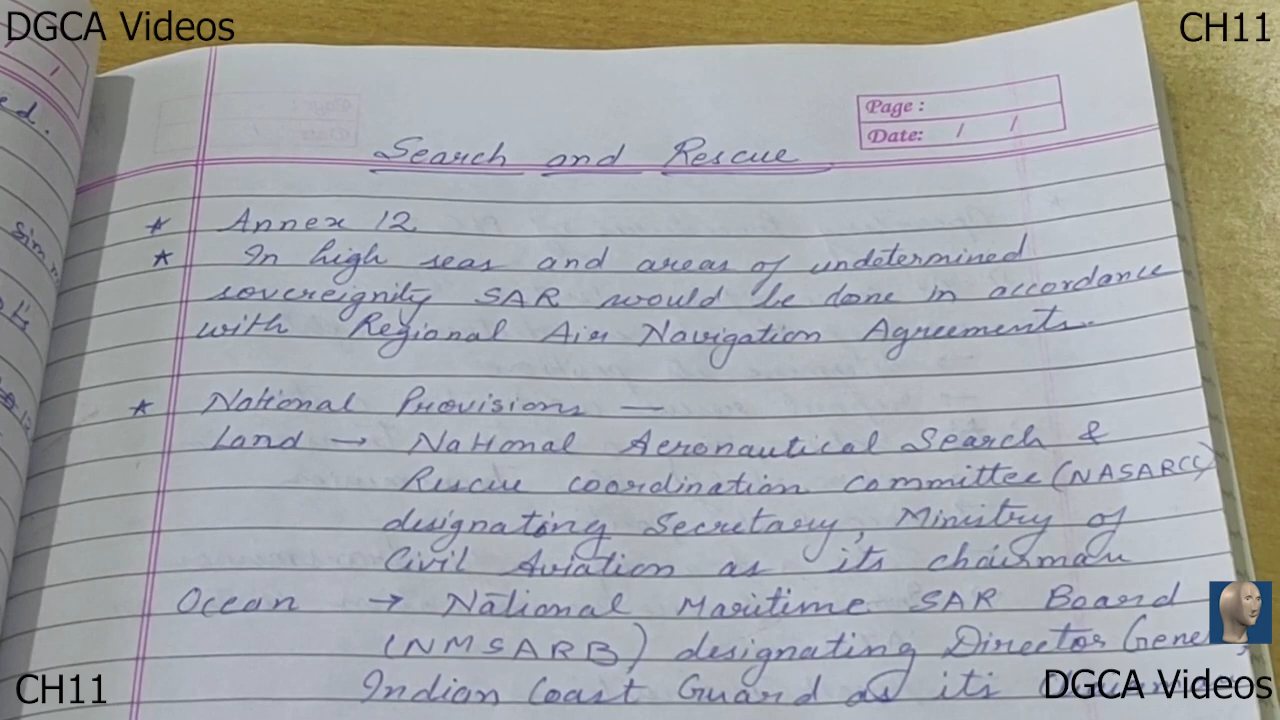 DGCA Videos
CH11
Page :
Date: / /
Search and Rescue
* Annex 12
* In high seas and areas of undetermined
sovereignity SAR would be done in accordance
with Regional Air Navigation Agreements.
* National Provisions —
Land → National Aeronautical Search &
Rescue coordination committee (NASARCC)
designating Secretary, Ministry of
Civil Aviation as its chairman
Ocean → National Maritime SAR Board
(NMSARB) designating Director
Indian Coast Guard as its
CH11
DGCA Videos